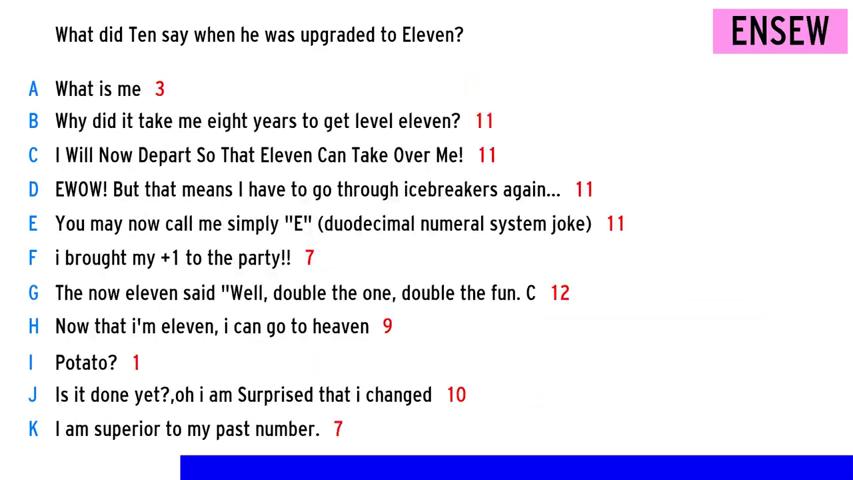 What did Ten say when he was upgraded to Eleven?
ENSEW
A What is me 3
B Why did it take me eight years to get level eleven? 11
C I Will Now Depart So That Eleven Can Take Over Me! 11
D EWOW! But that means I have to go through icebreakers again... 11
E You may now call me simply "E" (duodecimal numeral system joke) 11
F i brought my +1 to the party!! 7
G The now eleven said "Well, double the one, double the fun. C 12
H Now that i'm eleven, i can go to heaven 9
I Potato? 1
J Is it done yet?,oh i am Surprised that i changed 10
K I am superior to my past number. 7